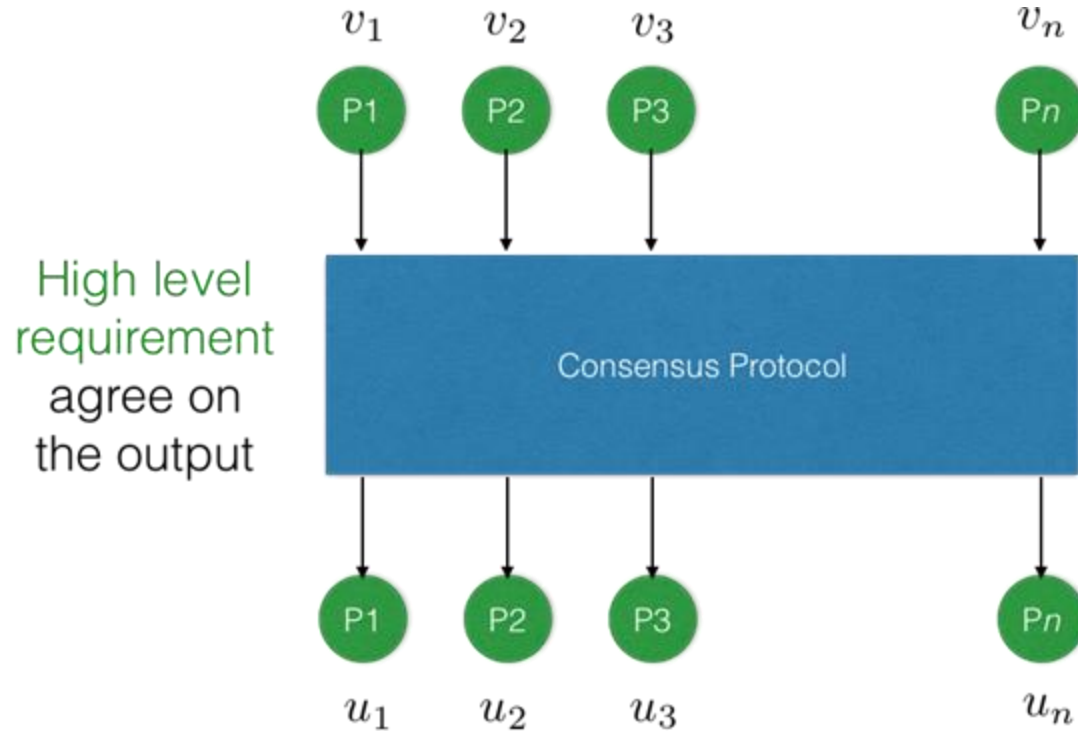 v₁ v₂ v₃ vₙ
P1 P2 P3 Pn
High level
requirement
agree on
the output
Consensus Protocol
P1 P2 P3 Pn
u₁ u₂ u₃ uₙ